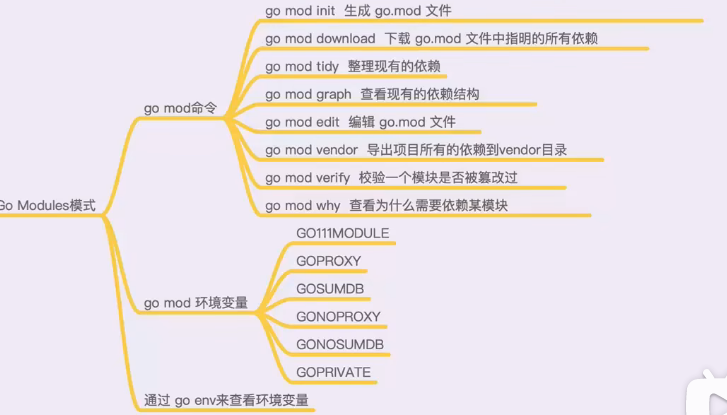 go mod init 生成 go.mod 文件
go mod download 下载 go.mod 文件中指明的所有依赖
go mod tidy 整理现有的依赖
go mod graph 查看现有的依赖结构
go mod命令
go mod edit 编辑 go.mod 文件
go mod vendor 导出项目所有的依赖到vendor目录
go mod verify 校验一个模块是否被篡改过
Go Modules模式
go mod why 查看为什么需要依赖某模块
GO111MODULE
GOPROXY
GOSUMDB
go mod 环境变量
GONOPROXY
GONOSUMDB
GOPRIVATE
通过 go env来查看环境变量